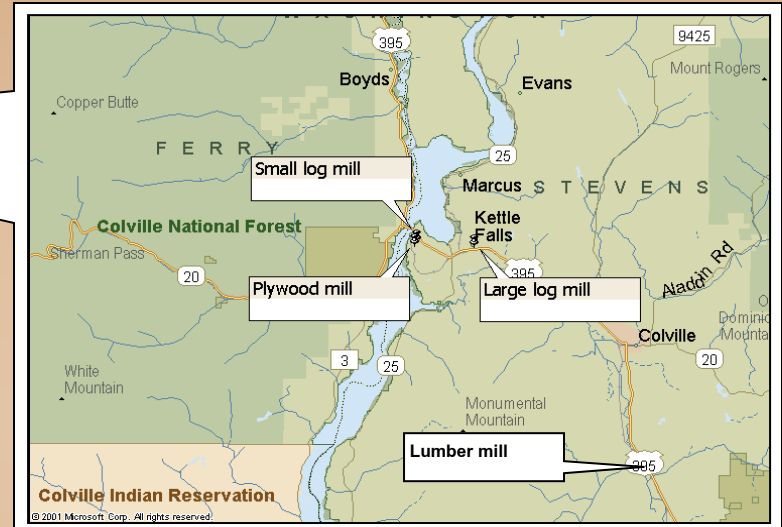 395
9425
Boyds
Evans
Mount Rogers
Copper Butte
FERRY
25
Small log mill
Marcus
STEVENS
Kettle
Falls
Colville National Forest
Sherman Pass
20
395
Aladdin Rd
Plywood mill
Large log mill
Colville
3
25
20
White
Mountain
Monumental
Mountain
Lumber mill
395
Colville Indian Reservation
© 2001 Microsoft Corp. All rights reserved.